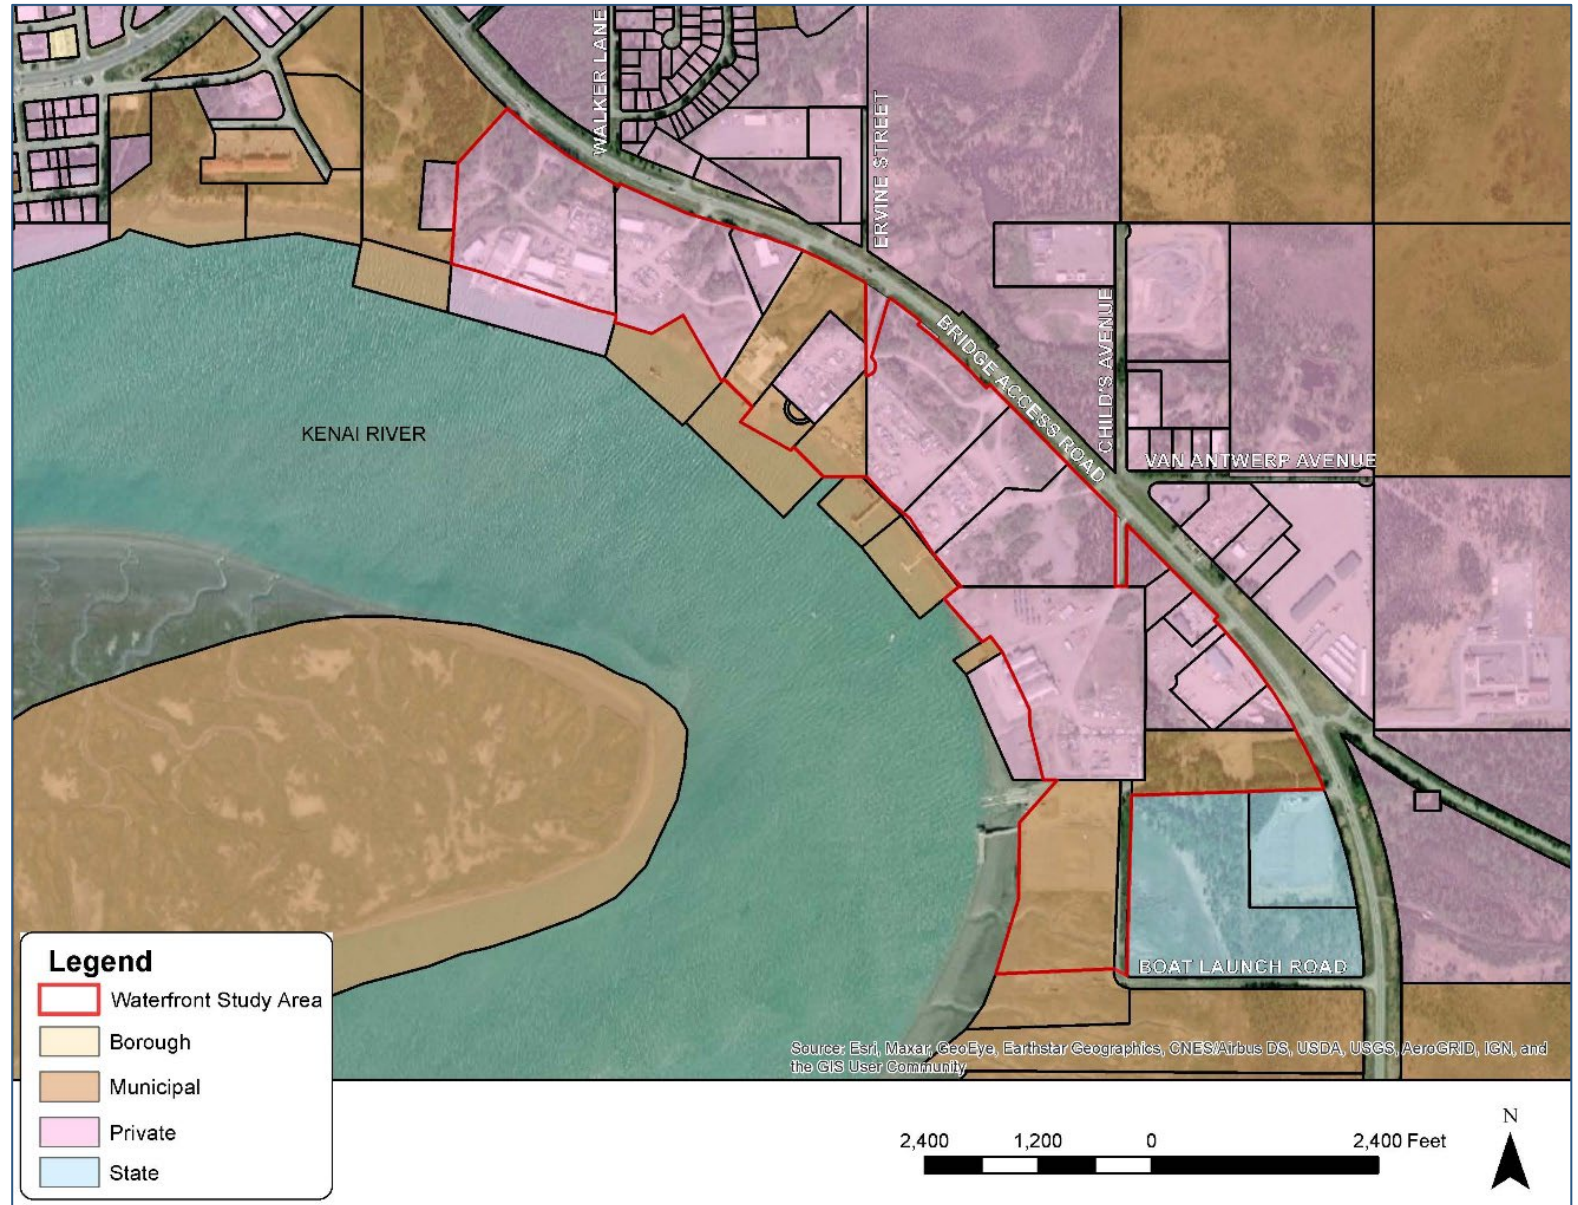 WALKER LANE
ERVINE STREET
CHILD'S AVENUE
BRIDGE ACCESS ROAD
KENAI RIVER
VAN ANTWERP AVENUE
BOAT LAUNCH ROAD
Legend
Waterfront Study Area
Borough
Municipal
Private
State
Source: Esri, Maxar, GeoEye, Earthstar Geographics, CNES/Airbus DS, USDA, USGS, AeroGRID, IGN, and
the GIS User Community
N
2,400 1,200 0 2,400 Feet